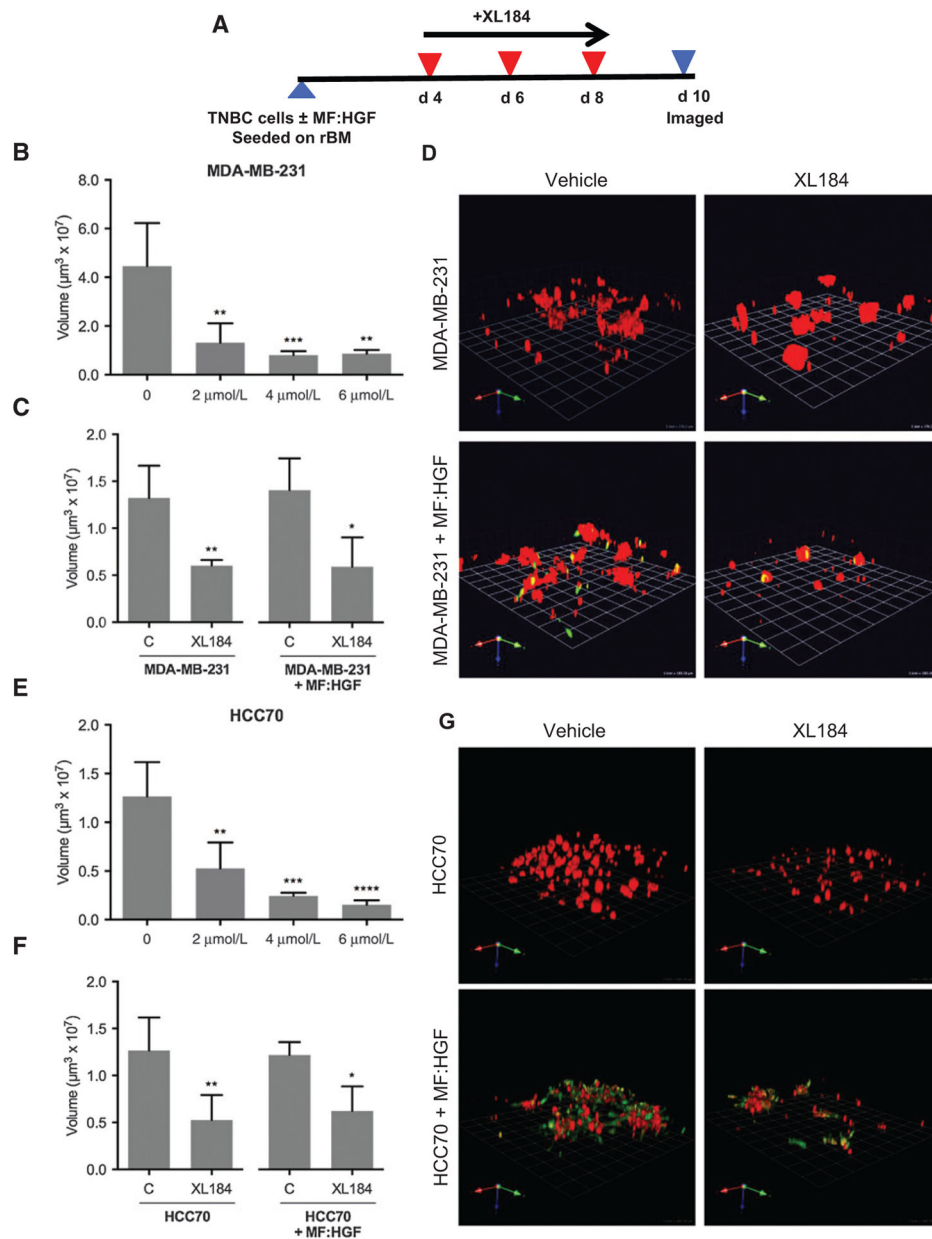 A
+XL184
d 4
d 6
d 8
d 10
Imaged
TNBC cells ± MF:HGF
Seeded on rBM
B
MDA-MB-231
Volume (µm³ x 10⁷)
8.0
6.0
4.0
2.0
0.0
**
***
**
0
2 µmol/L
4 µmol/L
6 µmol/L
C
Volume (µm³ x 10⁷)
2.0
1.5
1.0
0.5
0.0
**
*
C
XL184
C
XL184
MDA-MB-231
MDA-MB-231
+ MF:HGF
D
Vehicle
XL184
MDA-MB-231
MDA-MB-231 + MF:HGF
E
HCC70
Volume (µm³ x 10⁷)
2.0
1.5
1.0
0.5
0.0
**
***
****
0
2 µmol/L
4 µmol/L
6 µmol/L
F
Volume (µm³ x 10⁷)
2.0
1.5
1.0
0.5
0.0
**
*
C
XL184
C
XL184
HCC70
HCC70
+ MF:HGF
G
Vehicle
XL184
HCC70
HCC70 + MF:HGF